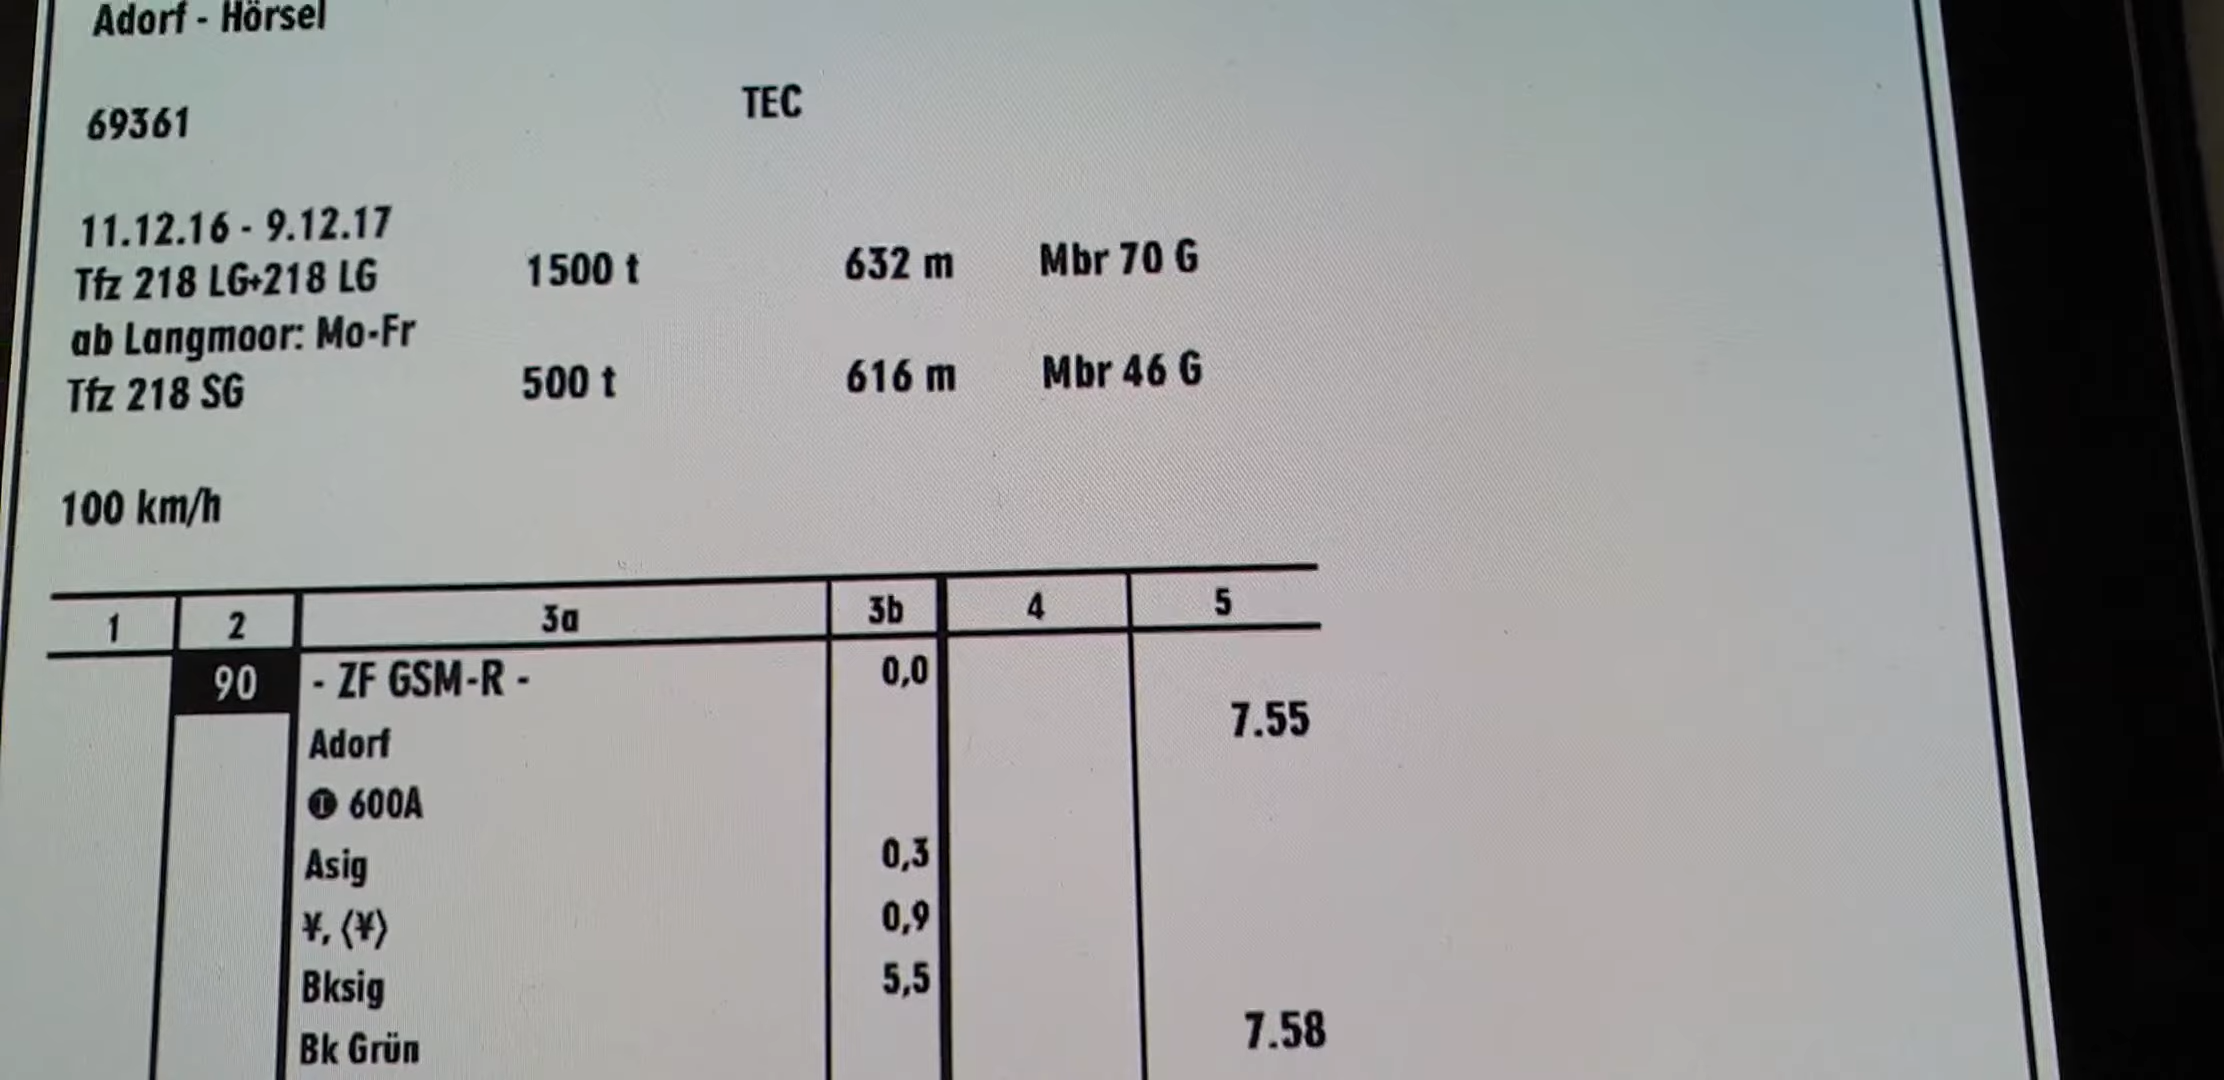 Adorf - Hörsel
69361 TEC
11.12.16 - 9.12.17
Tfz 218 LG+218 LG 1500 t 632 m Mbr 70 G
ab Langmoor: Mo-Fr
Tfz 218 SG 500 t 616 m Mbr 46 G
100 km/h
1 2 3a 3b 4 5
90 - ZF GSM-R - 0,0
Adorf 7.55
600A
Asig 0,3
¥, ⟨¥⟩ 0,9
Bksig 5,5
Bk Grün 7.58